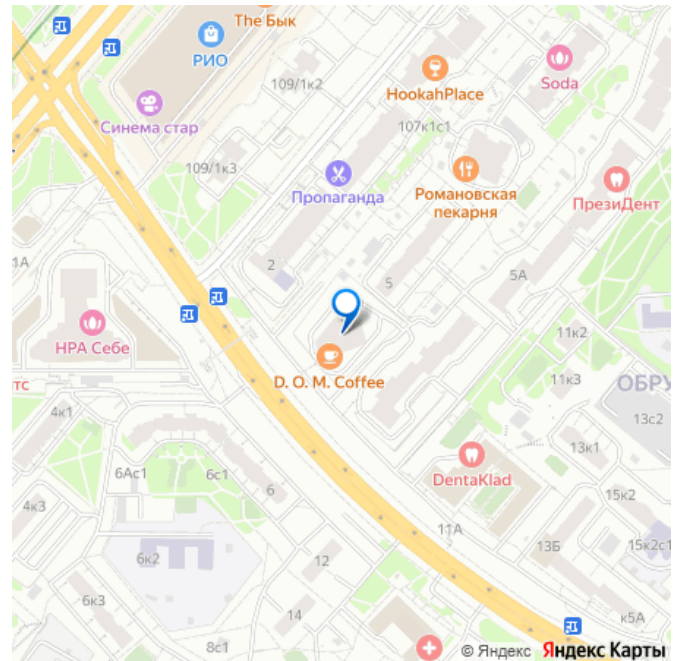 The Бык
РИО
109/1к2
HookahPlace
Soda
Синема стар
107к1с1
109/1к3
Пропаганда
Романовская
пекарня
ПрезиДент
1А
2
5
5А
НРА Себе
D. O. M. Coffee
11к2
тс
11к3
ОБРУ
4к1
13с2
13к1
6Ас1
6с1
6
DentaKlad
4к3
15к2
11А
6к2
12
13Б
15к2с1
6к3
14
к5А
8с1
© Яндекс Яндекс Карты